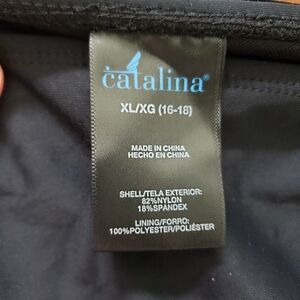 catalina®
XL/XG (16-18)
MADE IN CHINA
HECHO EN CHINA
SHELL/TELA EXTERIOR:
82%NYLON
18%SPANDEX
LINING/FORRO:
100%POLYESTER/POLIÉSTER